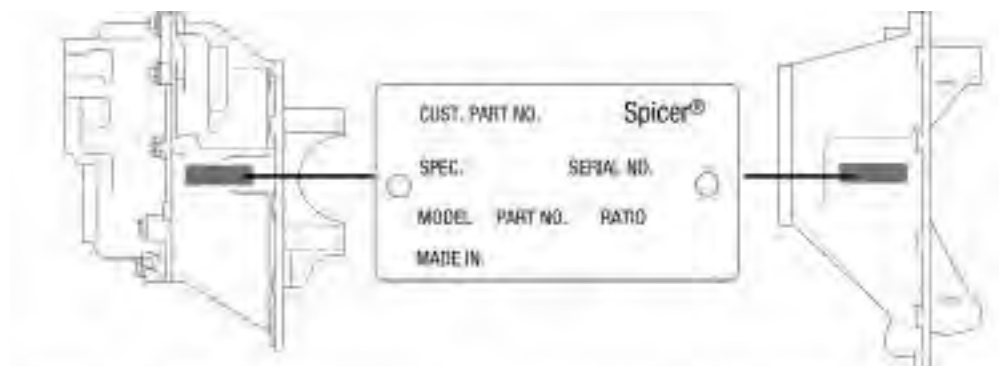 CUST. PART NO. Spicer®
SPEC. SERIAL NO.
MODEL PART NO. RATIO
MADE IN